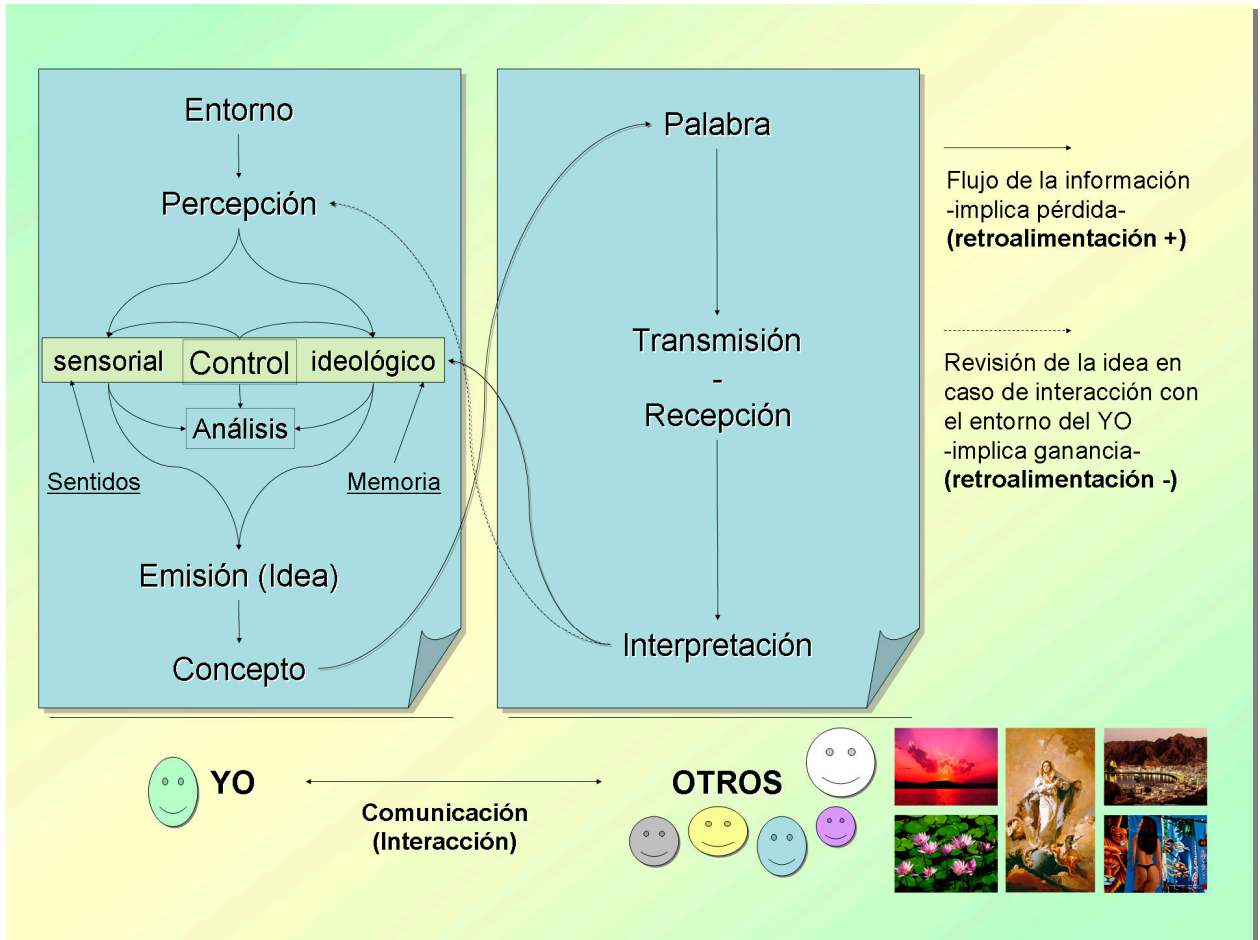 Entorno
Percepción
sensorial Control ideológico
Análisis
Sentidos Memoria
Emisión (Idea)
Concepto
Palabra
Transmisión
-
Recepción
Interpretación
Flujo de la información
-implica pérdida-
(retroalimentación +)
Revisión de la idea en
caso de interacción con
el entorno del YO
-implica ganancia-
(retroalimentación -)
YO
Comunicación
(Interacción)
OTROS